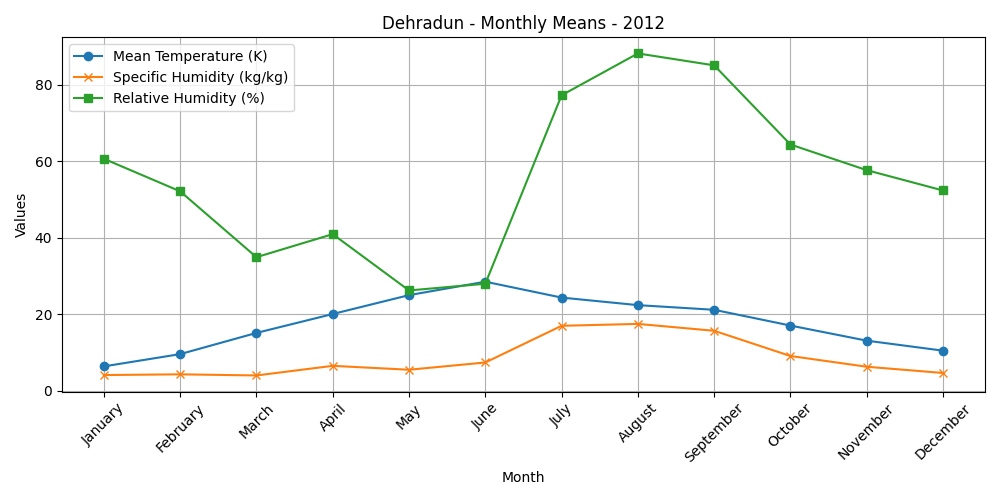 Dehradun - Monthly Means - 2012
Mean Temperature (K)
Specific Humidity (kg/kg)
Relative Humidity (%)
80
60
40
20
0
Values
January
February
March
April
May
June
July
August
September
October
November
December
Month